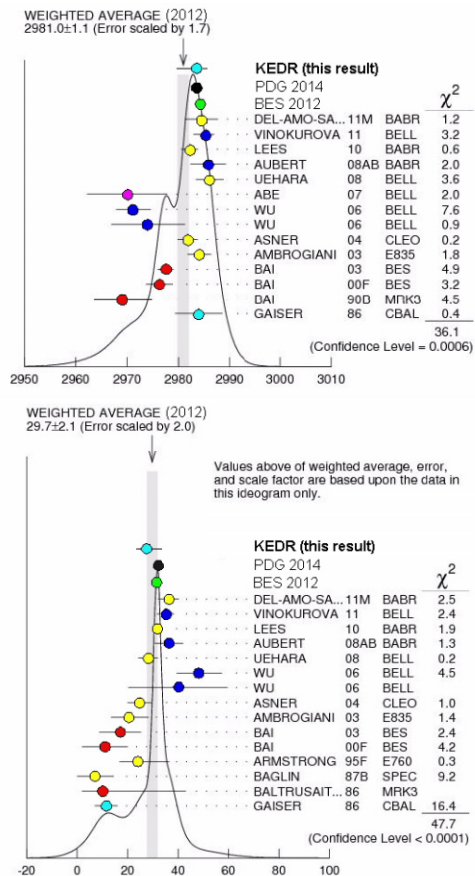 WEIGHTED AVERAGE (2012)
2981.0±1.1 (Error scaled by 1.7)
KEDR (this result)
PDG 2014
BES 2012 χ²
DEL-AMO-SA... 11M BABR 1.2
VINOKUROVA 11 BELL 3.2
LEES 10 BABR 0.6
AUBERT 08AB BABR 2.0
UEHARA 08 BELL 3.6
ABE 07 BELL 2.0
WU 06 BELL 7.6
WU 06 BELL 0.9
ASNER 04 CLEO 0.2
AMBROGIANI 03 E835 1.8
BAI 03 BES 4.9
BAI 00F BES 3.2
BAI 90B MRK3 4.5
GAISER 86 CBAL 0.4
36.1
(Confidence Level = 0.0006)
2950 2960 2970 2980 2990 3000 3010
WEIGHTED AVERAGE (2012)
29.7±2.1 (Error scaled by 2.0)
Values above of weighted average, error,
and scale factor are based upon the data in
this ideogram only.
KEDR (this result)
PDG 2014
BES 2012 χ²
DEL-AMO-SA... 11M BABR 2.5
VINOKUROVA 11 BELL 2.4
LEES 10 BABR 1.9
AUBERT 08AB BABR 1.3
UEHARA 08 BELL 0.2
WU 06 BELL 4.5
WU 06 BELL
ASNER 04 CLEO 1.0
AMBROGIANI 03 E835 1.4
BAI 03 BES 2.4
BAI 00F BES 4.2
ARMSTRONG 95F E760 0.3
BAGLIN 87B SPEC 9.2
BALTRUSAIT... 86 MRK3
GAISER 86 CBAL 16.4
47.7
(Confidence Level < 0.0001)
-20 0 20 40 60 80 100